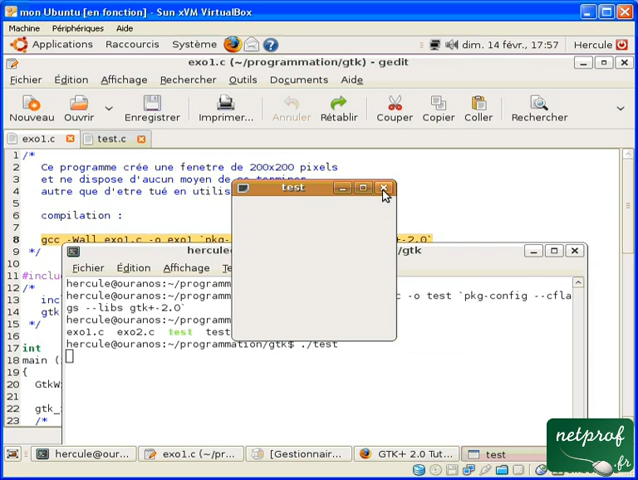 mon Ubuntu [en fonction] - Sun xVM VirtualBox
Machine Périphériques Aide
Applications Raccourcis Système dim. 14 févr., 17:57 Hercule
exo1.c (~/programmation/gtk) - gedit
Fichier Édition Affichage Rechercher Outils Documents Aide
Nouveau Ouvrir Enregistrer Imprimer... Annuler Rétablir Couper Copier Coller Rechercher
exo1.c test.c
1 /*
2 Ce programme crée une fenetre de 200x200 pixels
3 et ne dispose d'aucun moyen de se terminer
4 autre que d'etre tué en utilis
5
6 compilation :
7
8 gcc -Wall exo1.c -o exo1 `pkg- +-2.0`
9 */
10
11 #inclu
12 /*
13 inc
14 gtk
15 */
16
17 int
18 main (
19 {
20 GtkWi
21
22 gtk_
23 /*
test
hercule /gtk
Fichier Édition Affichage Te
hercule@ouranos:~/programm
hercule@ouranos:~/programm c -o test `pkg-config --cfla
gs --libs gtk+-2.0`
exo1.c exo2.c test test
hercule@ouranos:~/programm
hercule@ouranos:~/programmation/gtk$ ./test
hercule@our... exo1.c (~/pr... [Gestionnair... GTK+ 2.0 Tut... test
netprof
.fr